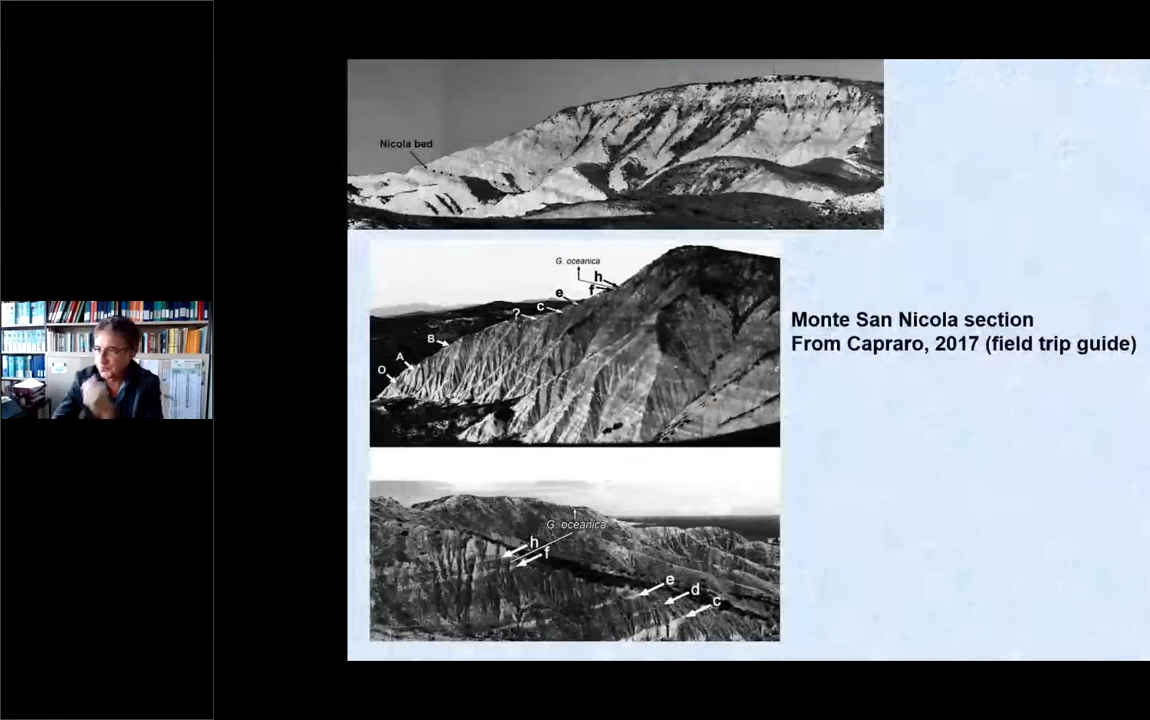 Nicola bed
G. oceanica
h
f
e
c
?
B
A
O
Monte San Nicola section
From Capraro, 2017 (field trip guide)
G. oceanica
h
f
e
d
c